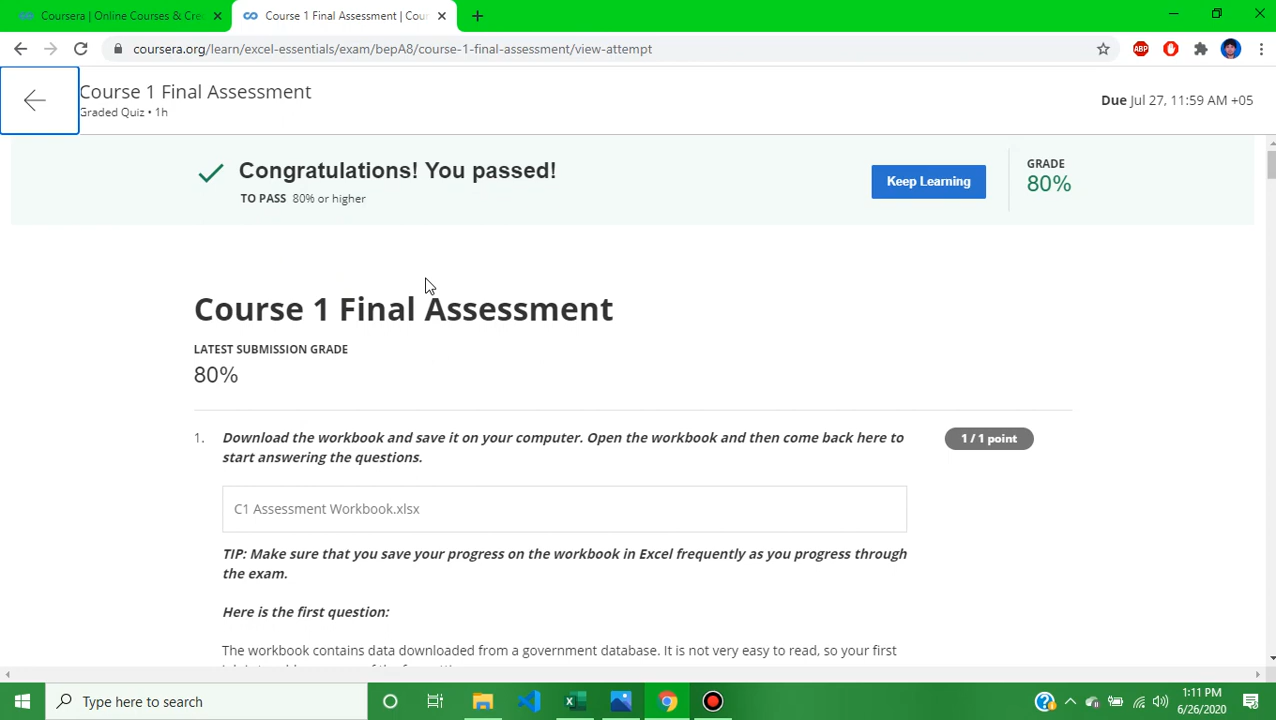 Coursera | Online Courses & Cre
Course 1 Final Assessment | Cou
coursera.org/learn/excel-essentials/exam/bepA8/course-1-final-assessment/view-attempt
ABP
Course 1 Final Assessment
Graded Quiz • 1h
Due Jul 27, 11:59 AM +05
Congratulations! You passed!
TO PASS 80% or higher
Keep Learning
GRADE
80%
Course 1 Final Assessment
LATEST SUBMISSION GRADE
80%
1. Download the workbook and save it on your computer. Open the workbook and then come back here to
start answering the questions.
1 / 1 point
C1 Assessment Workbook.xlsx
TIP: Make sure that you save your progress on the workbook in Excel frequently as you progress through
the exam.
Here is the first question:
The workbook contains data downloaded from a government database. It is not very easy to read, so your first
Type here to search
1:11 PM
6/26/2020